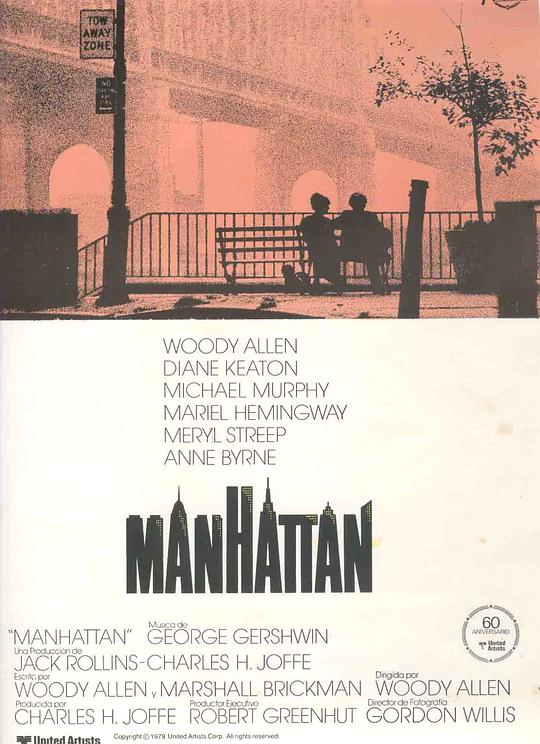 TOW
AWAY
ZONE
NO
WOODY ALLEN
DIANE KEATON
MICHAEL MURPHY
MARIEL HEMINGWAY
MERYL STREEP
ANNE BYRNE
MANHATTAN
60
ANIVERSARIO
United
Artists
Música de
"MANHATTAN" GEORGE GERSHWIN
Una Producción de
JACK ROLLINS-CHARLES H. JOFFE
Escrita por Dirigida por
WOODY ALLEN y MARSHALL BRICKMAN WOODY ALLEN
Producida por Productor Ejecutivo Director de Fotografía
CHARLES H. JOFFE ROBERT GREENHUT GORDON WILLIS
United Artists Copyright © 1979 United Artists Corp. All rights reserved.